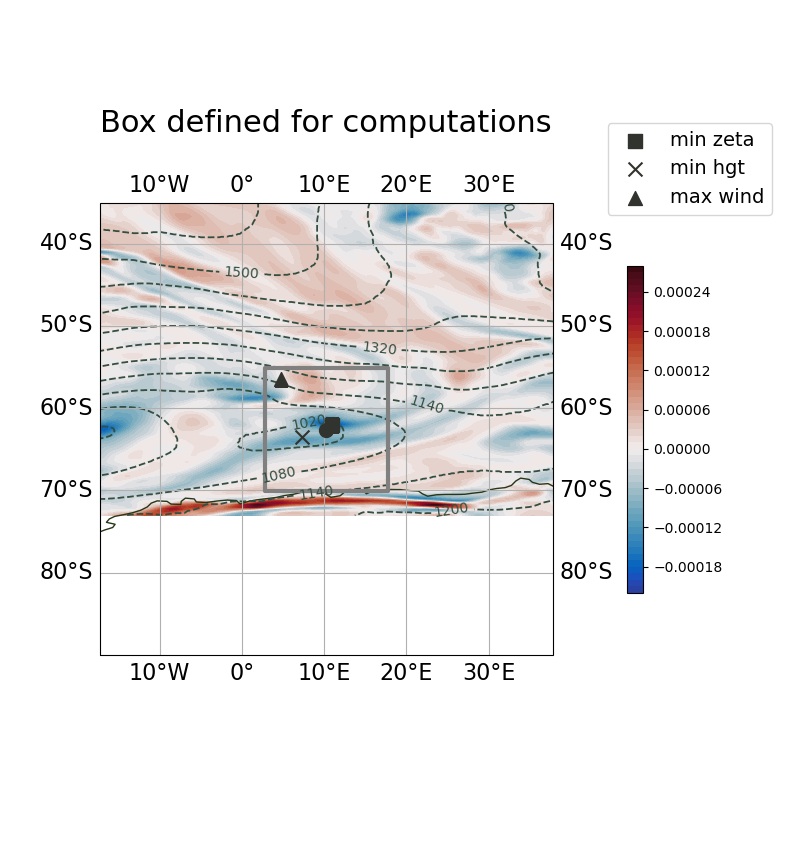 Box defined for computations
min zeta
min hgt
max wind
10°W 0° 10°E 20°E 30°E
40°S 40°S
50°S 50°S
60°S 60°S
70°S 70°S
80°S 80°S
10°W 0° 10°E 20°E 30°E
0
1500
1320
1140
1020
1080
1140
1200
0.00024
0.00018
0.00012
0.00006
0.00000
−0.00006
−0.00012
−0.00018